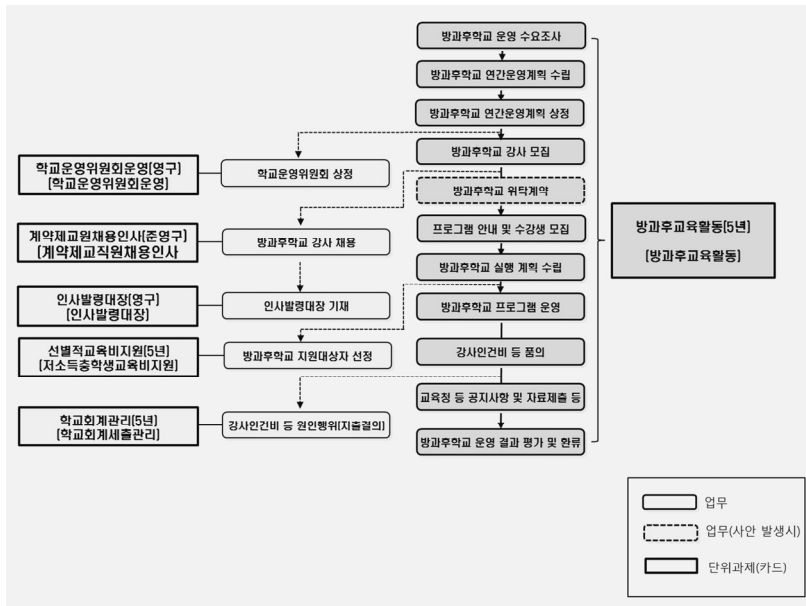 방과후학교 운영 수요조사
방과후학교 연간운영계획 수립
방과후학교 연간운영계획 상정
방과후학교 강사 모집
학교운영위원회운영(영구)
[학교운영위원회운영)
학교운영위원회 상정
방과후학교 위탁계약
프로그램 안내 및 수강생 모집
방과후교육활동[5년]
[방과후교육활동)
계약제교원채용인사(준영구)
[계약제교직원채용인사
방과후학교 강사 채용
방과후학교 실행 계획 수립
인사발령대장(영구)
[인사발령대장)
인사발령대장 기재
방과후학교 프로그램 운영
선별적교육비지원(5년)
[저소득층학생교육비지원)
방과후학교 지원대상자 선정
강사인건비 등 품의
교육청 등 공지사항 및 자료제출 등
학교회계관리(5년)
[학교회계세출관리)
강사인건비 등 원인행위(지출결의)
방과후학교 운영 결과 평가 및 환류
업무
업무(사안 발생시)
단위과제(카드)